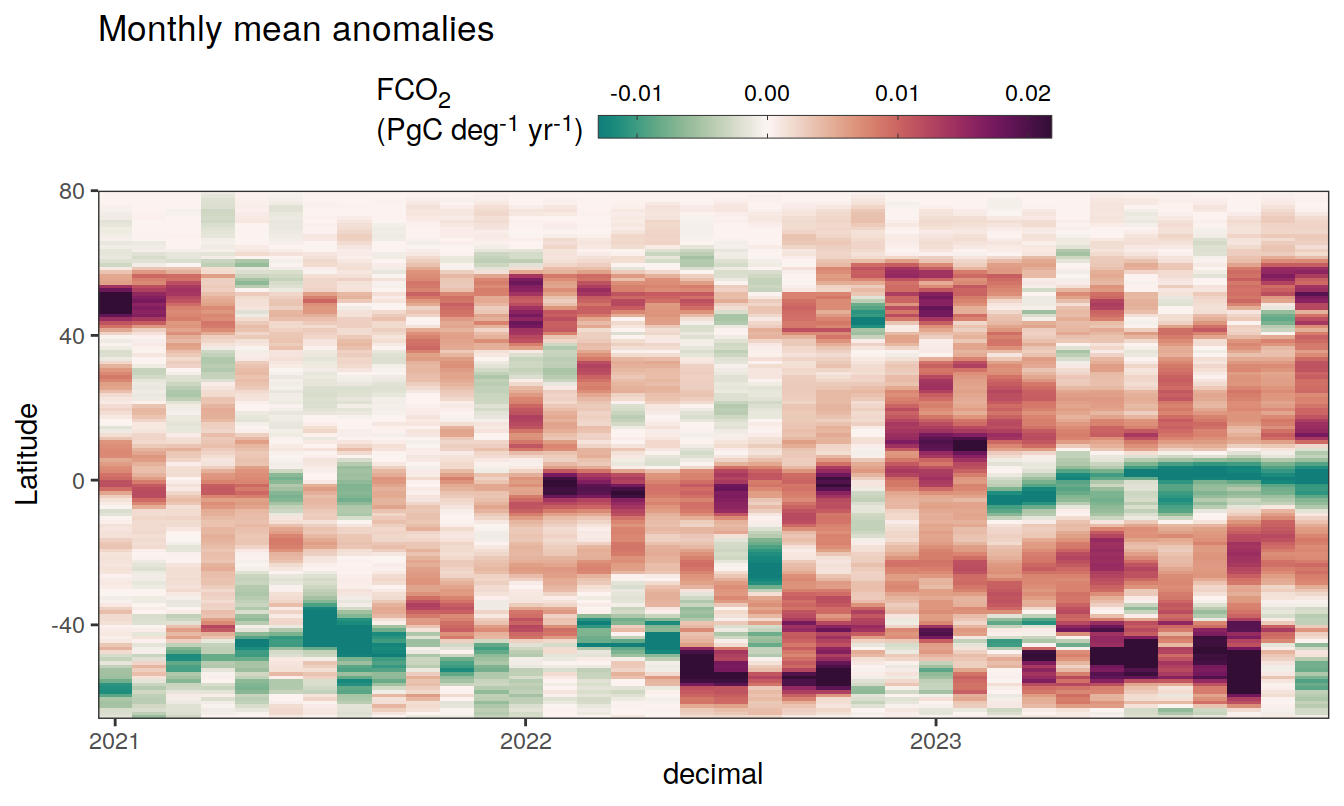 Monthly mean anomalies
FCO₂
(PgC deg⁻¹ yr⁻¹)
-0.01 0.00 0.01 0.02
Latitude
80
40
0
-40
2021 2022 2023
decimal